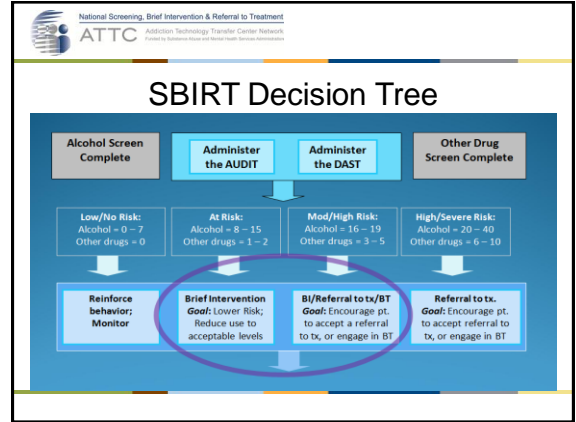 National Screening, Brief Intervention & Referral to Treatment
ATTC
Addiction Technology Transfer Center Network
Funded by Substance Abuse and Mental Health Services Administration
SBIRT Decision Tree
Alcohol Screen
Complete
Administer
the AUDIT
Administer
the DAST
Other Drug
Screen Complete
Low/No Risk:
Alcohol = 0 – 7
Other drugs = 0
At Risk:
Alcohol = 8 – 15
Other drugs = 1 – 2
Mod/High Risk:
Alcohol = 16 – 19
Other drugs = 3 – 5
High/Severe Risk:
Alcohol = 20 – 40
Other drugs = 6 – 10
Reinforce
behavior;
Monitor
Brief Intervention
Goal: Lower Risk;
Reduce use to
acceptable levels
BI/Referral to tx/BT
Goal: Encourage pt.
to accept a referral
to tx, or engage in BT
Referral to tx.
Goal: Encourage pt.
to accept referral to
tx, or engage in BT